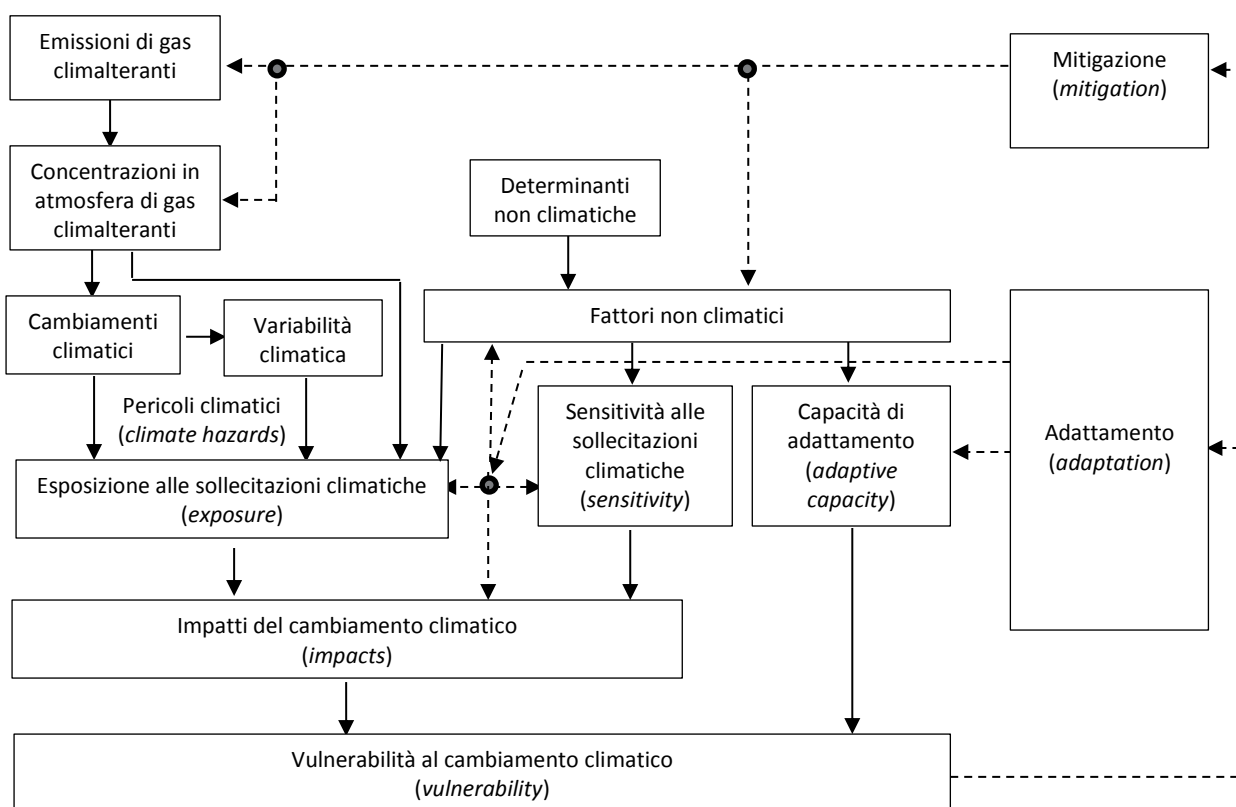 Emissioni di gas
climalteranti
Mitigazione
(mitigation)
Concentrazioni in
atmosfera di gas
climalteranti
Determinanti
non climatiche
Cambiamenti
climatici
Variabilità
climatica
Fattori non climatici
Pericoli climatici
(climate hazards)
Sensitività alle
sollecitazioni
climatiche
(sensitivity)
Capacità di
adattamento
(adaptive
capacity)
Adattamento
(adaptation)
Esposizione alle sollecitazioni climatiche
(exposure)
Impatti del cambiamento climatico
(impacts)
Vulnerabilità al cambiamento climatico
(vulnerability)